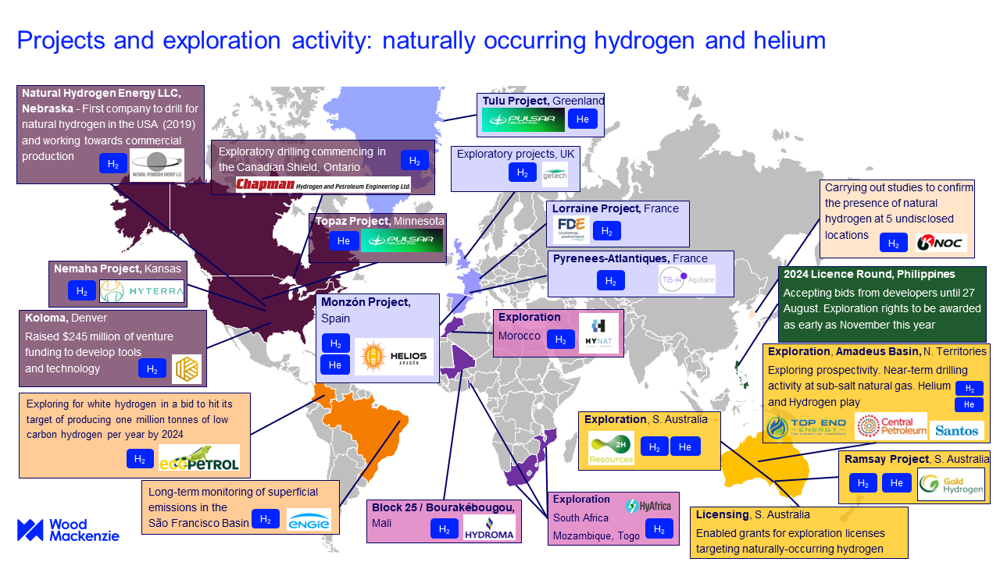 Projects and exploration activity: naturally occurring hydrogen and helium
Natural Hydrogen Energy LLC,
Nebraska - First company to drill for
natural hydrogen in the USA (2019)
and working towards commercial
production
H₂
NATURAL HYDROGEN ENERGY LLC
Exploratory drilling commencing in
the Canadian Shield, Ontario
H₂
Chapman Hydrogen and Petroleum Engineering Ltd.
Topaz Project, Minnesota
He
PULSAR
HELIUM INC
Nemaha Project, Kansas
H₂
HYTERRA
Koloma, Denver
Raised $245 million of venture
funding to develop tools
and technology
H₂
Exploring for white hydrogen in a bid to hit its
target of producing one million tonnes of low
carbon hydrogen per year by 2024
H₂
ecopetrol
Long-term monitoring of superficial
emissions in the
São Francisco Basin
H₂
ENGIE
Tulu Project, Greenland
PULSAR
HELIUM INC
He
Exploratory projects, UK
H₂
getech
Lorraine Project, France
FDE
Local energy,
positive impact
H₂
Pyrenees-Atlantiques, France
H₂
TB-H Aquitaine
Monzón Project,
Spain
H₂
He
HELIOS
ARAGÓN
Exploration
Morocco
H₂
HYNAT
Block 25 / Bourakébougou,
Mali
H₂
HYDROMA
Exploration
South Africa
Mozambique, Togo
HyAfrica
H₂
Carrying out studies to confirm
the presence of natural
hydrogen at 5 undisclosed
locations
H₂
KNOC
2024 Licence Round, Philippines
Accepting bids from developers until 27
August. Exploration rights to be awarded
as early as November this year
Exploration, Amadeus Basin, N. Territories
Exploring prospectivity. Near-term drilling
activity at sub-salt natural gas. Helium
and Hydrogen play
H₂
He
TOP END
ENERGY
THE ENERGY OF TOMORROW
Central
Petroleum
Santos
Exploration, S. Australia
2H
Resources
H₂
He
Ramsay Project, S. Australia
H₂
He
Gold
Hydrogen
Licensing, S. Australia
Enabled grants for exploration licenses
targeting naturally-occurring hydrogen
Wood
Mackenzie